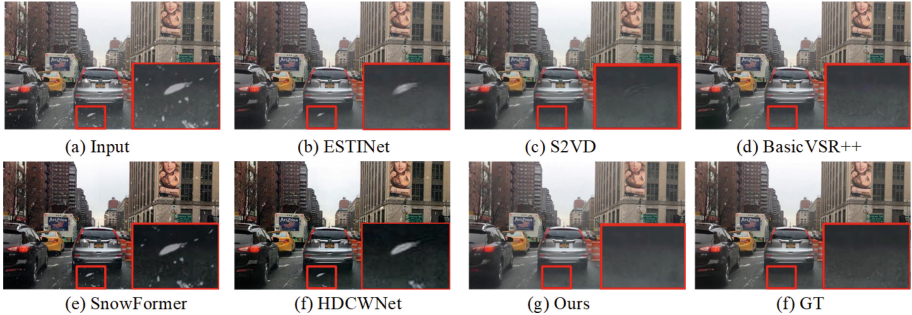 (a) Input
(b) ESTINet
(c) S2VD
(d) BasicVSR++
(e) SnowFormer
(f) HDCWNet
(g) Ours
(f) GT